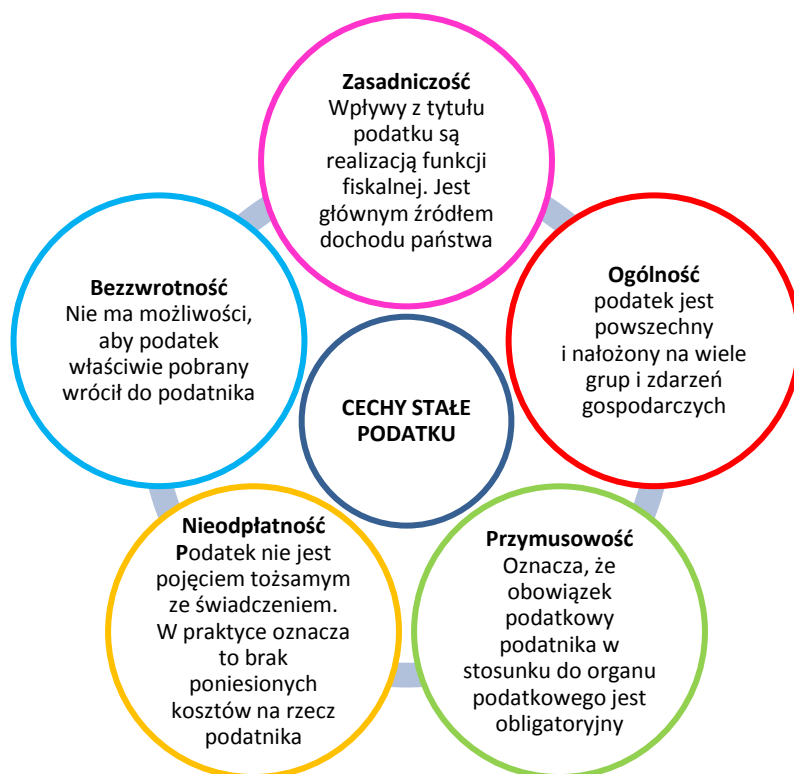 Zasadniczość
Wpływy z tytułu
podatku są
realizacją funkcji
fiskalnej. Jest
głównym źródłem
dochodu państwa
Ogólność
podatek jest
powszechny
i nałożony na wiele
grup i zdarzeń
gospodarczych
Przymusowość
Oznacza, że
obowiązek
podatkowy
podatnika w
stosunku do organu
podatkowego jest
obligatoryjny
Nieodpłatność
Podatek nie jest
pojęciem tożsamym
ze świadczeniem.
W praktyce oznacza
to brak
poniesionych
kosztów na rzecz
podatnika
Bezzwrotność
Nie ma możliwości,
aby podatek
właściwie pobrany
wrócił do podatnika
CECHY STAŁE
PODATKU